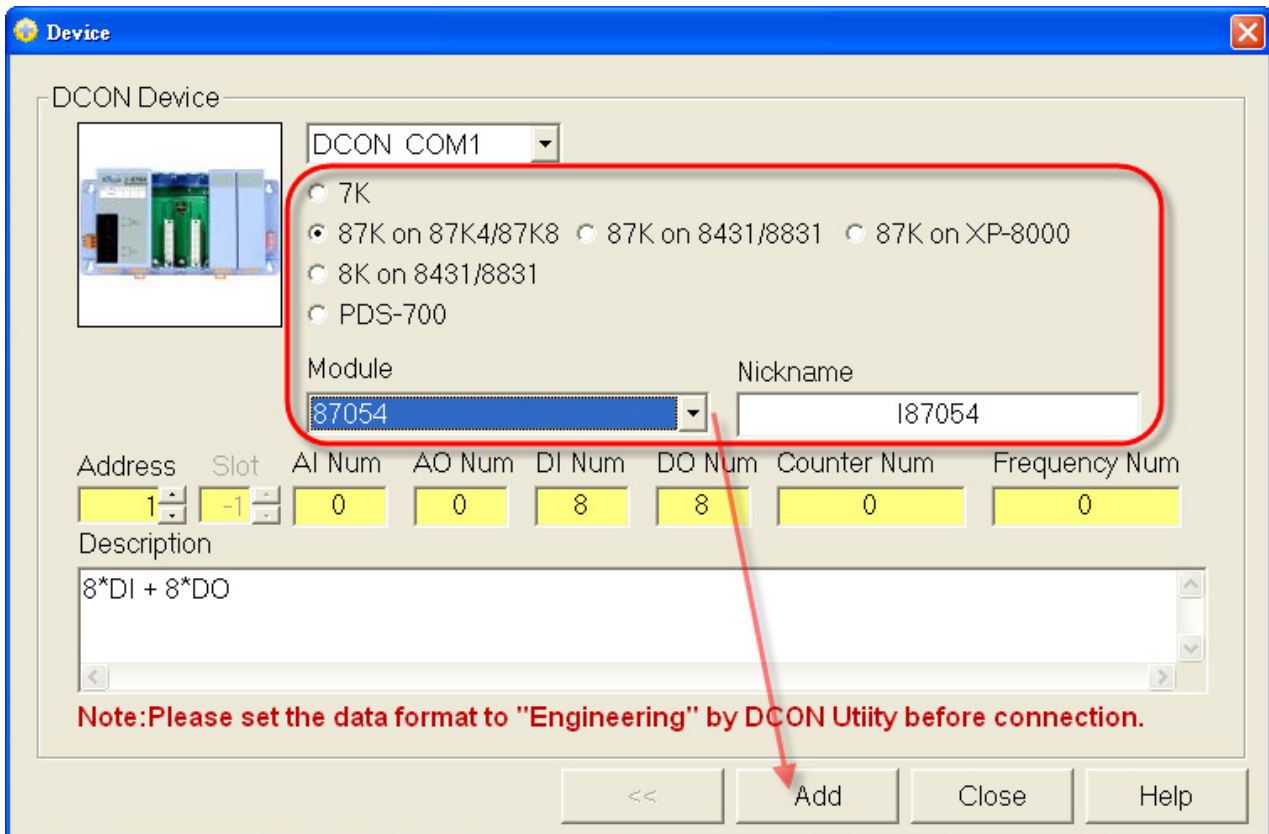 Device
DCON Device
DCON COM1
7K
87K on 87K4/87K8 87K on 8431/8831 87K on XP-8000
8K on 8431/8831
PDS-700
Module Nickname
87054 I87054
Address Slot AI Num AO Num DI Num DO Num Counter Num Frequency Num
1 -1 0 0 8 8 0 0
Description
8*DI + 8*DO
Note:Please set the data format to "Engineering" by DCON Utiity before connection.
<< Add Close Help